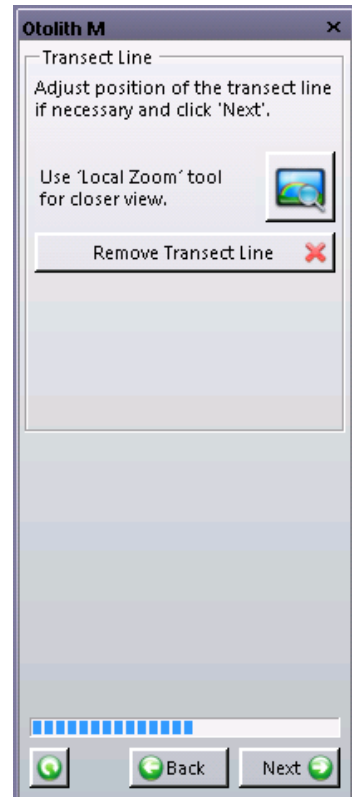 Otolith M
Transect Line
Adjust position of the transect line
if necessary and click 'Next'.
Use 'Local Zoom' tool
for closer view.
Remove Transect Line
Back
Next